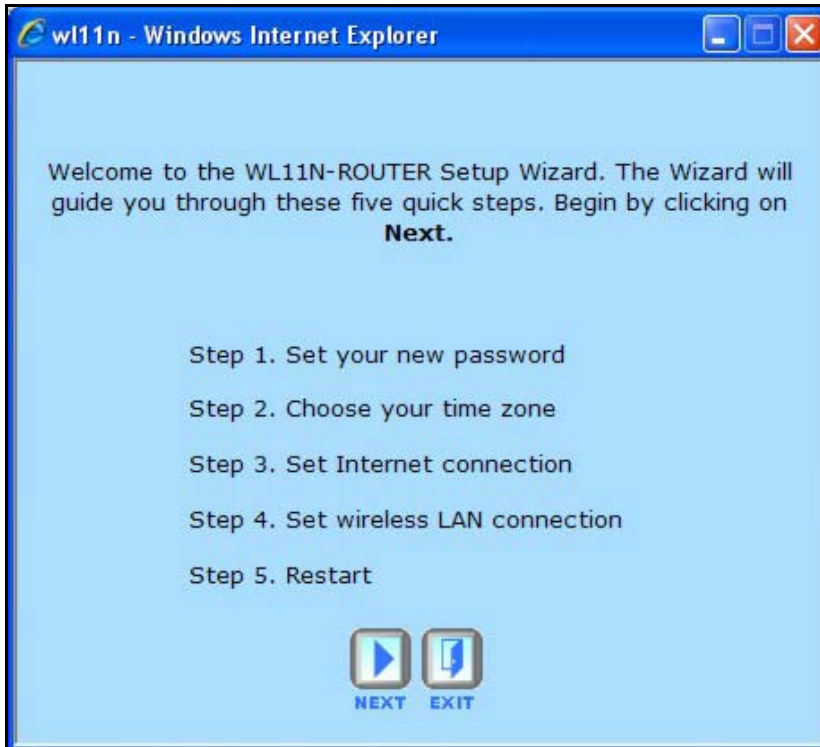 wl11n - Windows Internet Explorer
Welcome to the WL11N-ROUTER Setup Wizard. The Wizard will
guide you through these five quick steps. Begin by clicking on
Next.
Step 1. Set your new password
Step 2. Choose your time zone
Step 3. Set Internet connection
Step 4. Set wireless LAN connection
Step 5. Restart
NEXT EXIT